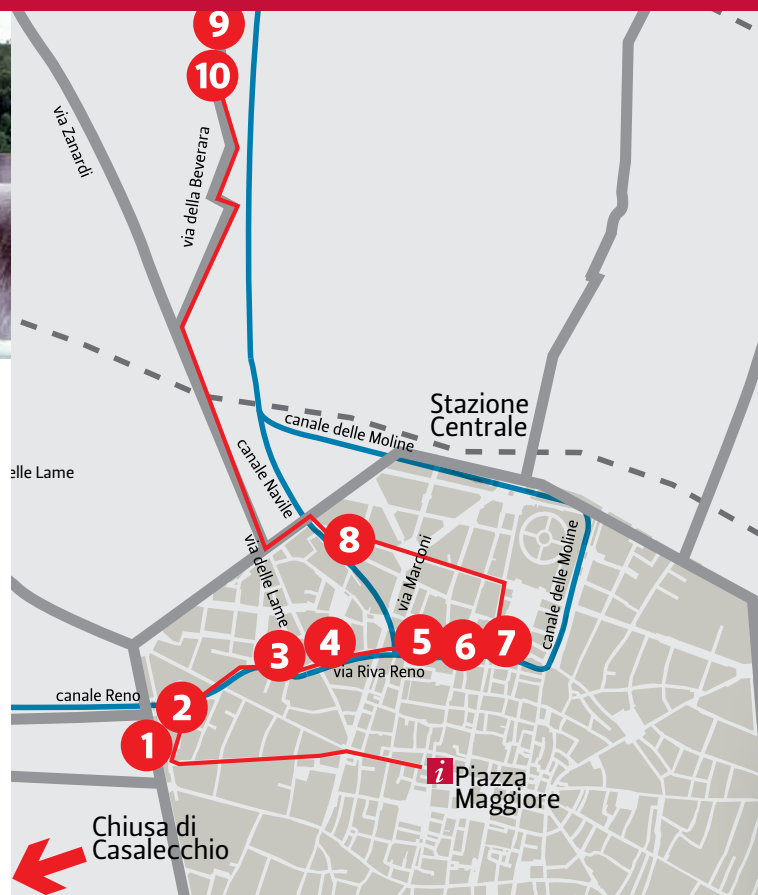 9
10
via Zanardi
via della Beverara
Stazione
Centrale
canale delle Moline
canale Navile
elle Lame
8
via delle Lame
via Marconi
canale delle Moline
3
4
5
6
7
via Riva Reno
canale Reno
2
1
i
Piazza
Maggiore
Chiusa di
Casalecchio